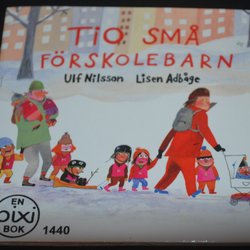 TIO SMÅ
FÖRSKOLEBARN
Ulf Nilsson Lisen Adbåge
EN
pixi
BOK
1440